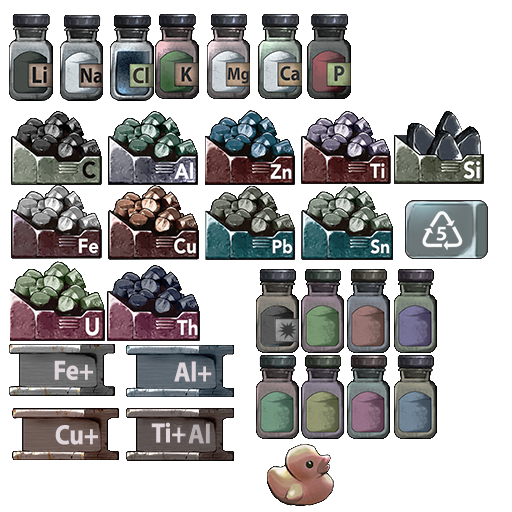 Li Na Cl K Mg Ca P
C Al Zn Ti Si
Fe Cu Pb Sn 5
U Th
Fe+ Al+
Cu+ Ti+Al